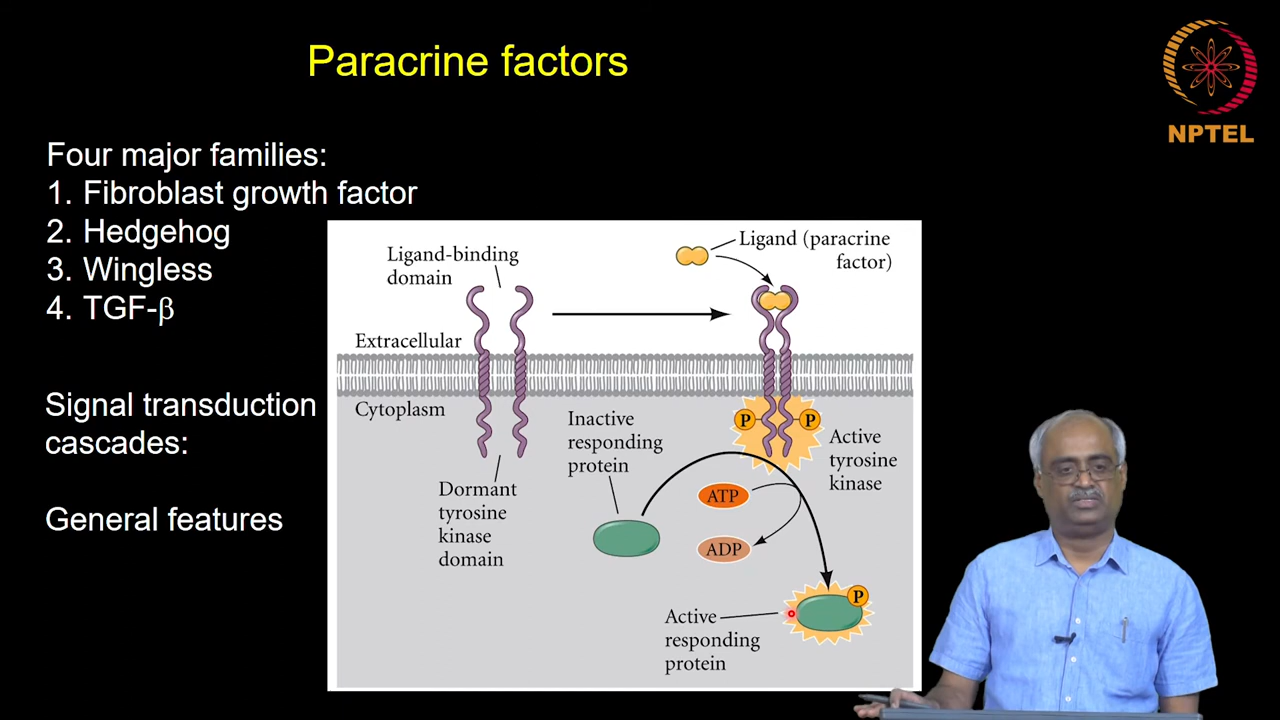 Paracrine factors
NPTEL
Four major families:
1. Fibroblast growth factor
2. Hedgehog
3. Wingless
4. TGF-β
Signal transduction
cascades:
General features
Ligand-binding
domain
Ligand (paracrine
factor)
Extracellular
Cytoplasm
Dormant
tyrosine
kinase
domain
Inactive
responding
protein
P
P
Active
tyrosine
kinase
ATP
ADP
P
Active
responding
protein